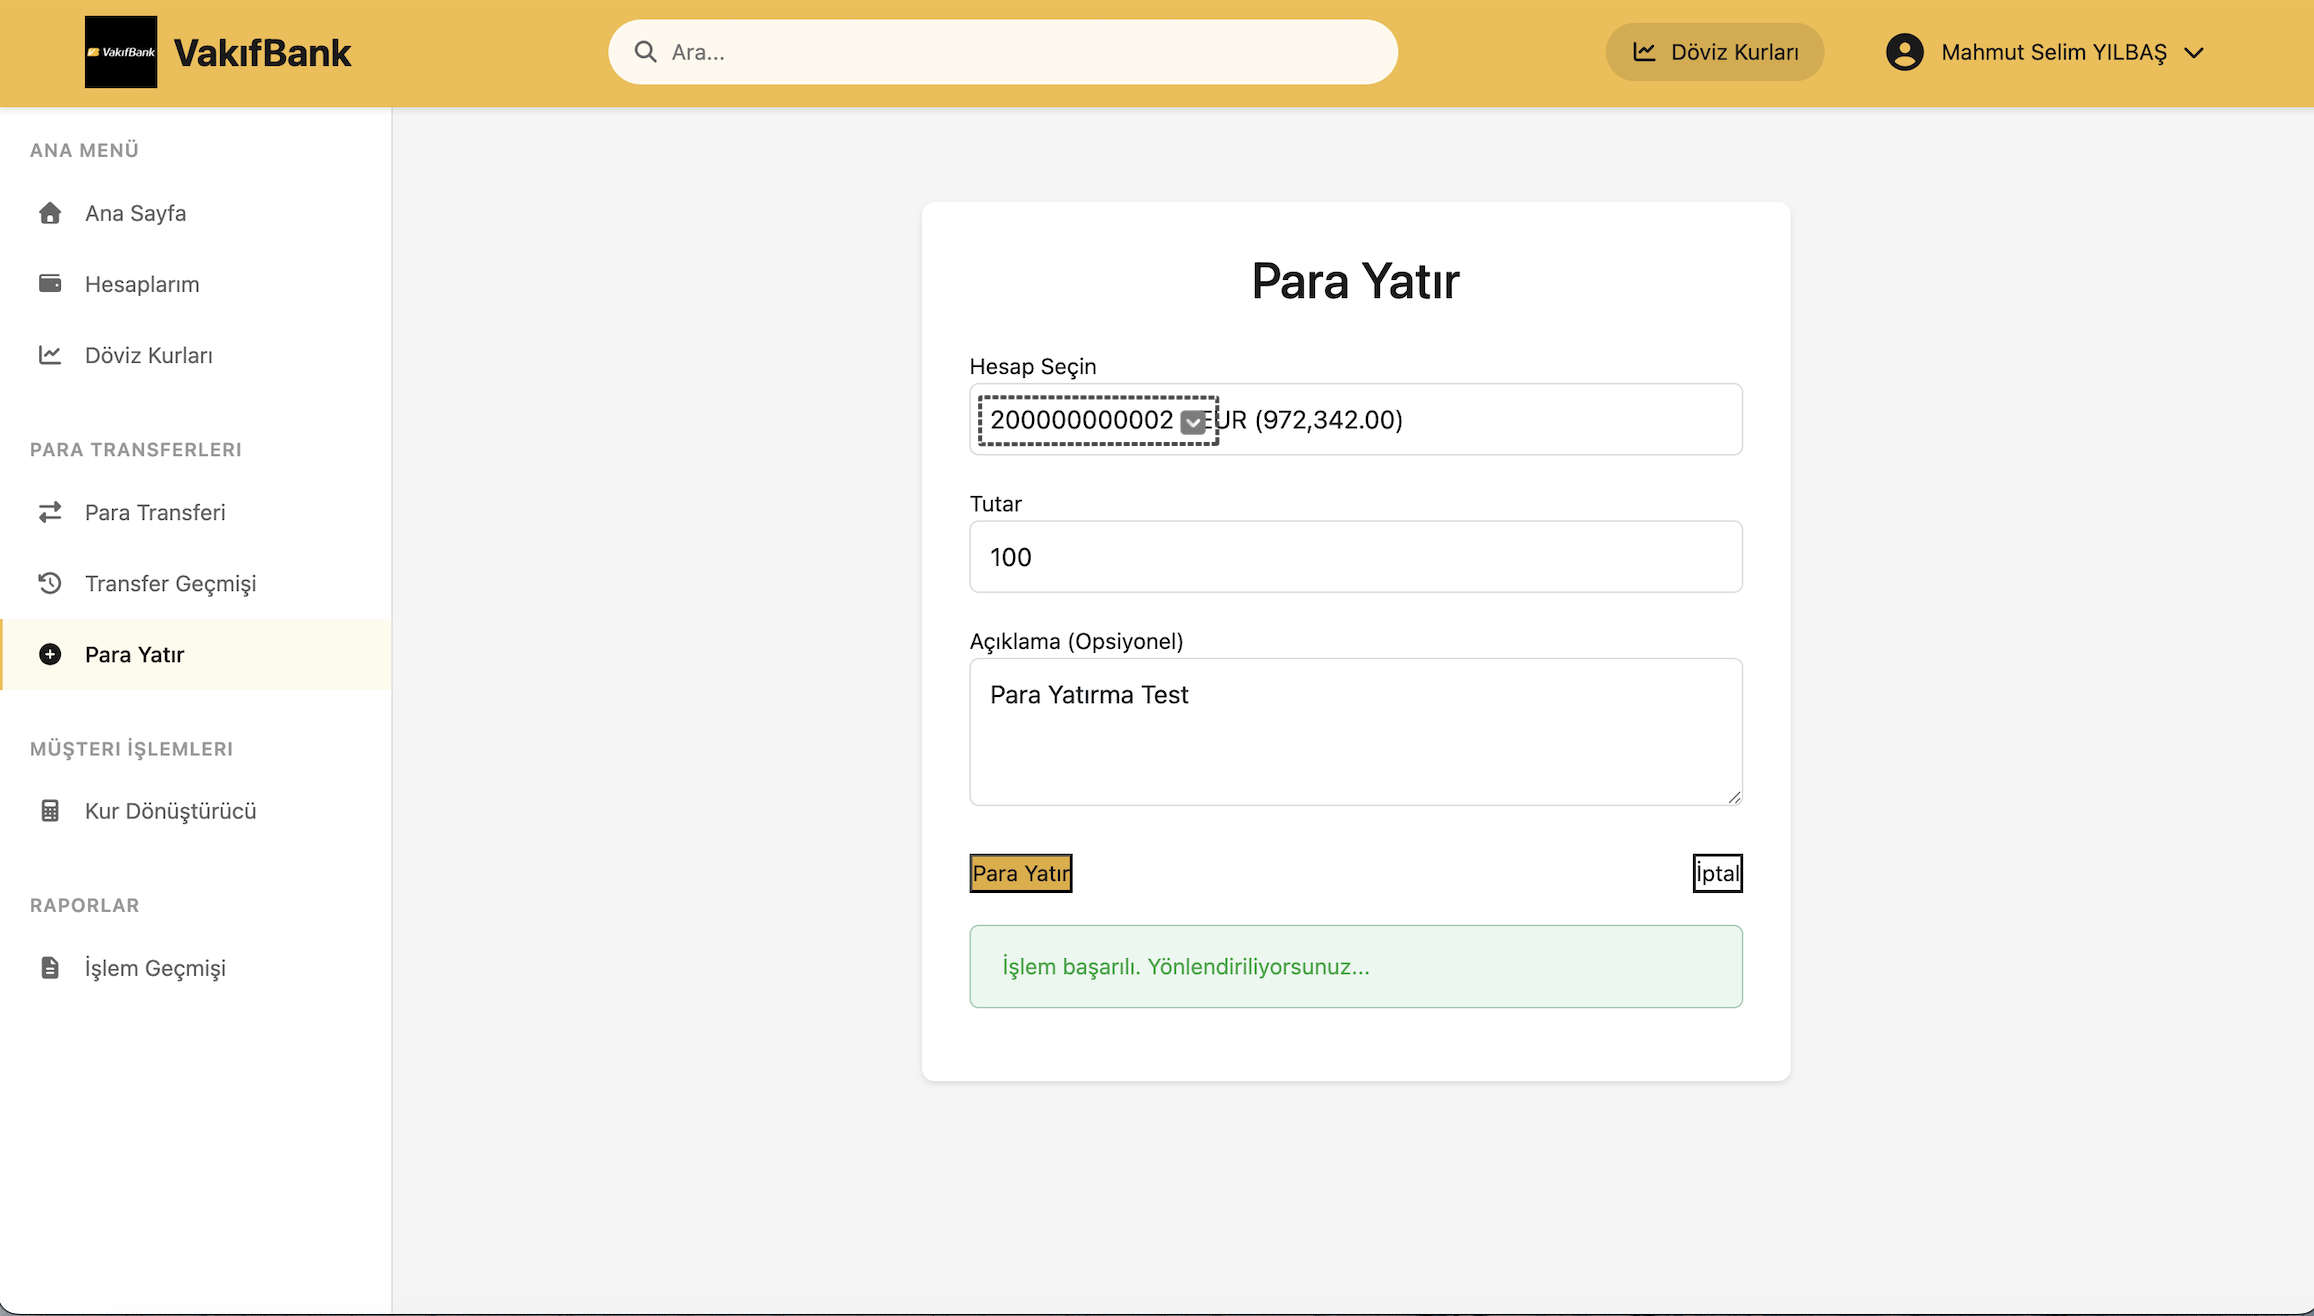 VakıfBank
VakıfBank
Ara...
Döviz Kurları
Mahmut Selim YILBAŞ
ANA MENÜ
Ana Sayfa
Hesaplarım
Döviz Kurları
PARA TRANSFERLERI
Para Transferi
Transfer Geçmişi
Para Yatır
MÜŞTERI İŞLEMLERI
Kur Dönüştürücü
RAPORLAR
İşlem Geçmişi
Para Yatır
Hesap Seçin
200000000002 EUR (972,342.00)
Tutar
100
Açıklama (Opsiyonel)
Para Yatırma Test
Para Yatır
İptal
İşlem başarılı. Yönlendiriliyorsunuz...